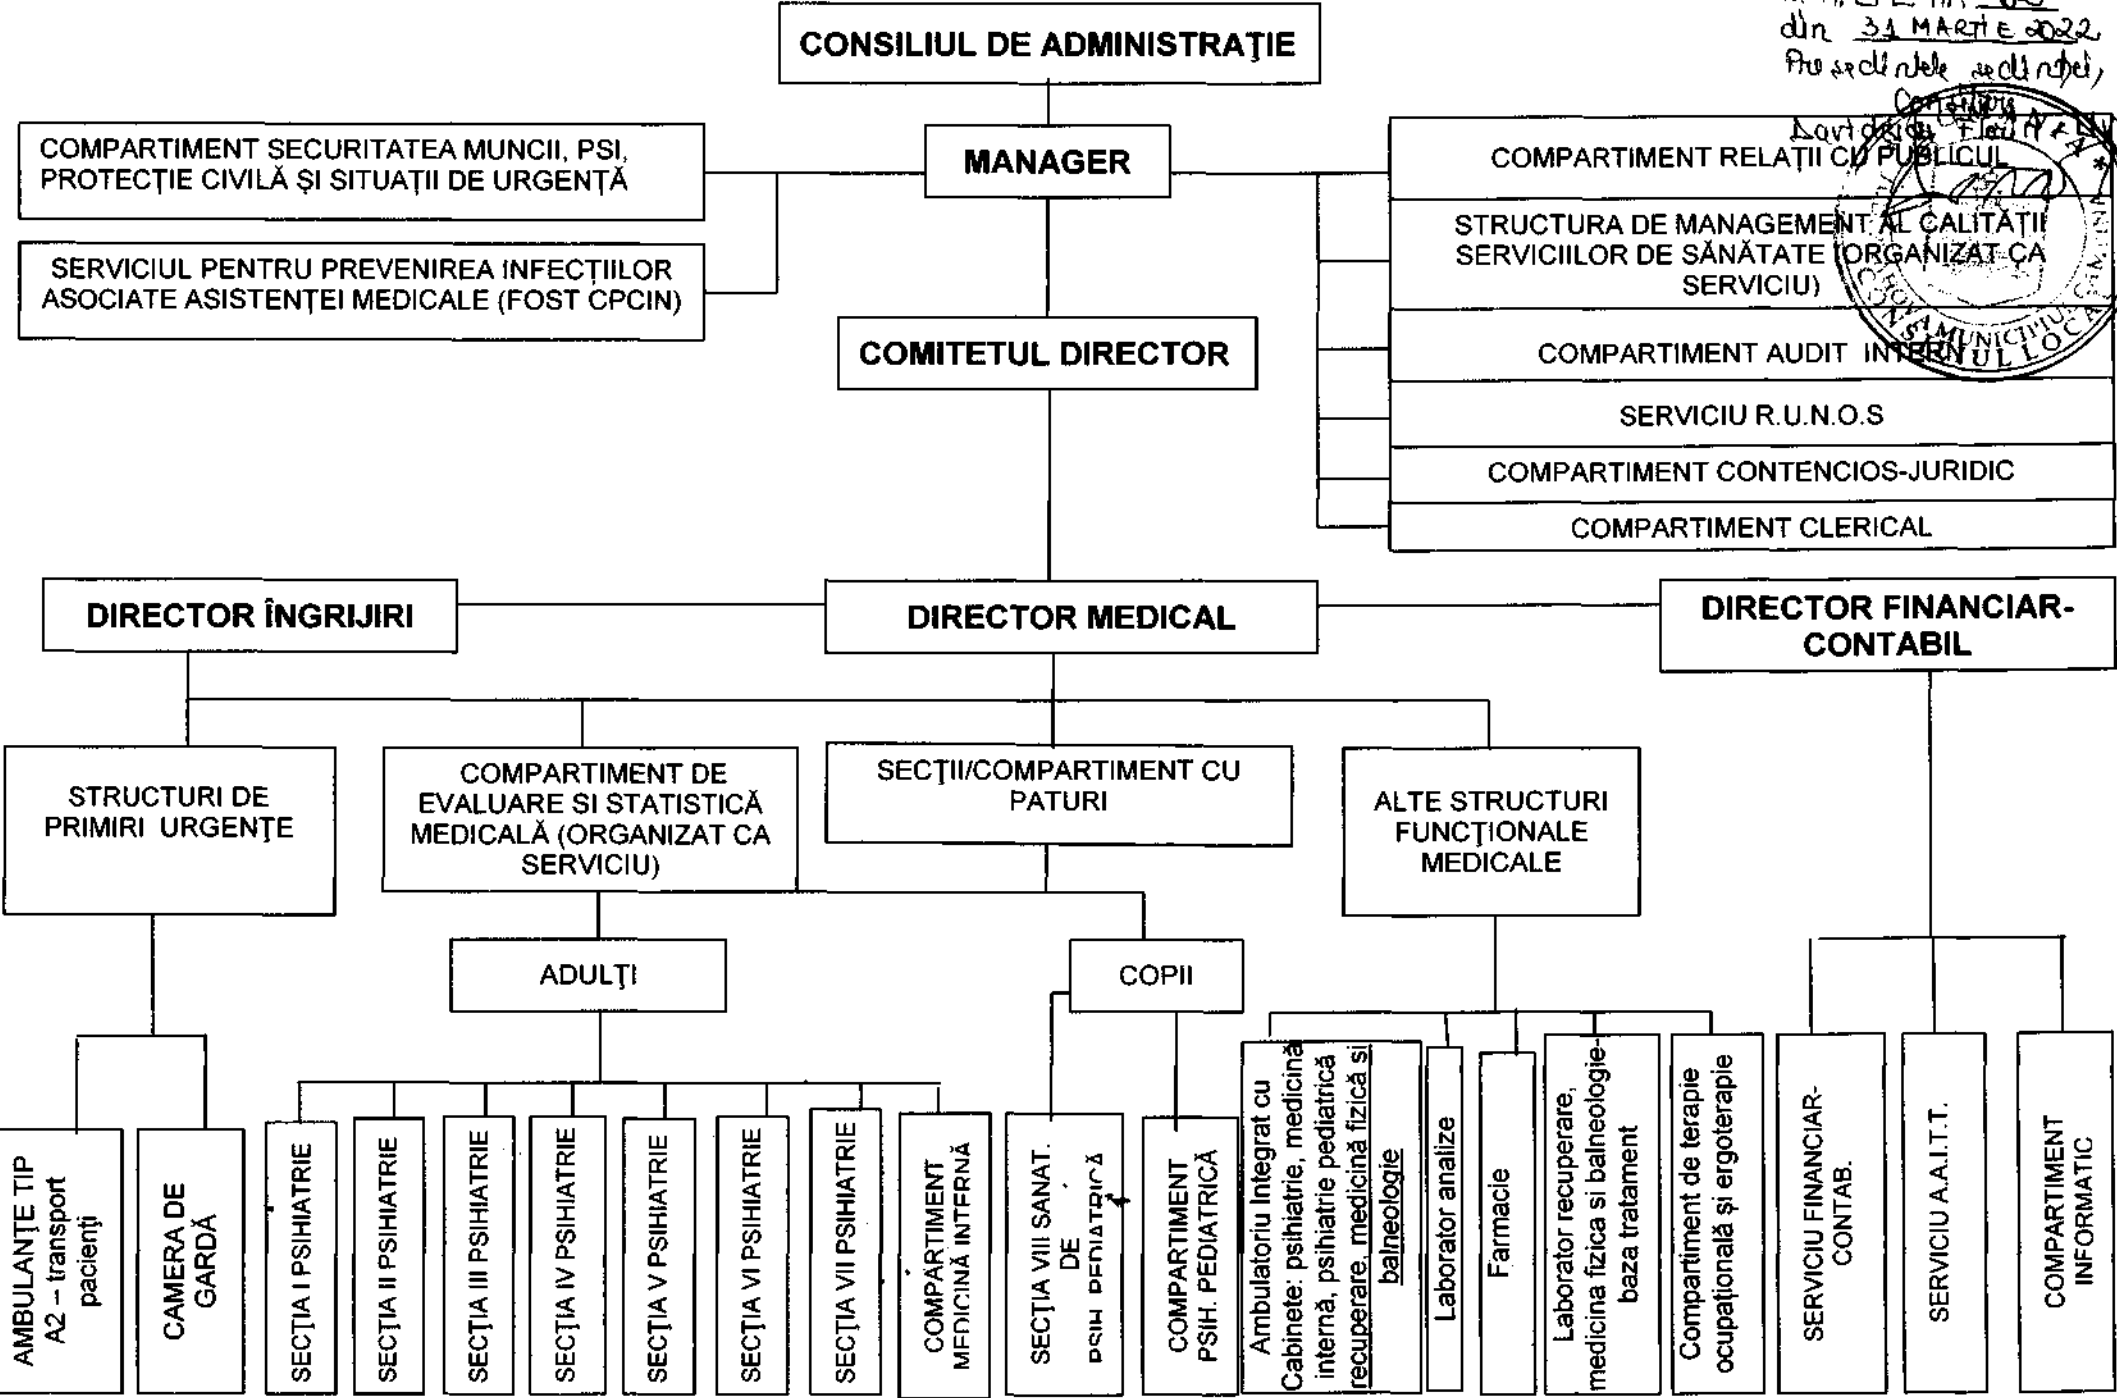 din 31 MARTIE 2022
CONSILIUL DE ADMINISTRAŢIE
MANAGER
COMPARTIMENT SECURITATEA MUNCII, PSI,
PROTECŢIE CIVILĂ ŞI SITUAŢII DE URGENŢĂ
SERVICIUL PENTRU PREVENIREA INFECŢIILOR
ASOCIATE ASISTENŢEI MEDICALE (FOST CPCIN)
COMPARTIMENT RELAŢII CU PUBLICUL
STRUCTURA DE MANAGEMENT AL CALITĂŢII
SERVICIILOR DE SĂNĂTATE (ORGANIZAT CA
SERVICIU)
COMPARTIMENT AUDIT INTERN
SERVICIU R.U.N.O.S
COMPARTIMENT CONTENCIOS-JURIDIC
COMPARTIMENT CLERICAL
COMITETUL DIRECTOR
DIRECTOR ÎNGRIJIRI
DIRECTOR MEDICAL
DIRECTOR FINANCIAR-
CONTABIL
STRUCTURI DE
PRIMIRI URGENŢE
COMPARTIMENT DE
EVALUARE SI STATISTICĂ
MEDICALĂ (ORGANIZAT CA
SERVICIU)
SECŢII/COMPARTIMENT CU
PATURI
ALTE STRUCTURI
FUNCŢIONALE
MEDICALE
ADULŢI
COPII
AMBULANŢE TIP
A2 – transport
pacienţi
CAMERA DE
GARDĂ
SECŢIA I PSIHIATRIE
SECŢIA II PSIHIATRIE
SECŢIA III PSIHIATRIE
SECŢIA IV PSIHIATRIE
SECŢIA V PSIHIATRIE
SECŢIA VI PSIHIATRIE
SECŢIA VII PSIHIATRIE
COMPARTIMENT
MEDICINĂ INTERNĂ
SECŢIA VIII SANAT.
DE
PSIH. PEDIATRICĂ
COMPARTIMENT
PSIH. PEDIATRICĂ
Ambulatoriu Integrat cu
Cabinete: psihiatrie, medicină
internă, psihiatrie pediatrică
recuperare, medicină fizică si
balneologie
Laborator analize
Farmacie
Laborator recuperare,
medicina fizica si balneologie-
baza tratament
Compartiment de terapie
ocupaţională şi ergoterapie
SERVICIU FINANCIAR-
CONTAB.
SERVICIU A.A.I.T.T.
COMPARTIMENT
INFORMATIC